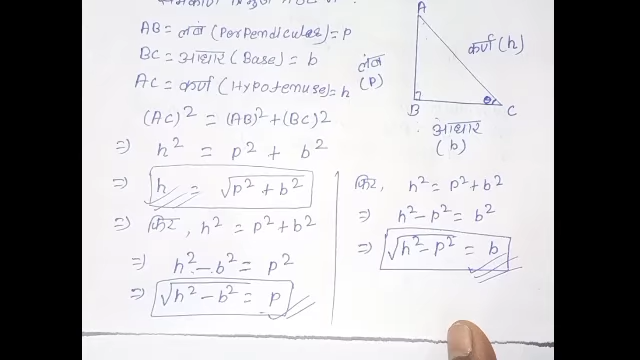 AB = लंब (Perpendicular) = p
BC = आधार (Base) = b
AC = कर्ण (Hypotenuse) = h
(AC)² = (AB)² + (BC)²
⇒ h² = p² + b²
⇒ h = √p² + b²
⇒ फिर, h² = p² + b²
⇒ h² - b² = p²
⇒ √h² - b² = p
A
कर्ण (h)
लंब
(p)
B
θ
C
आधार
(b)
फिर, h² = p² + b²
⇒ h² - p² = b²
⇒ √h² - p² = b